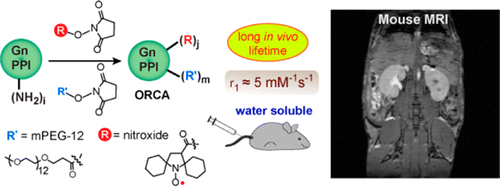 Gn
PPI
(NH₂)i
R
O
N
O
O
R'
O
N
O
O
Gn
PPI
(R)j
(R')m
ORCA
long in vivo
lifetime
r₁ ≈ 5 mM⁻¹s⁻¹
water soluble
Mouse MRI
R' = mPEG-12
R = nitroxide
O
12
O
O
O
N
O•